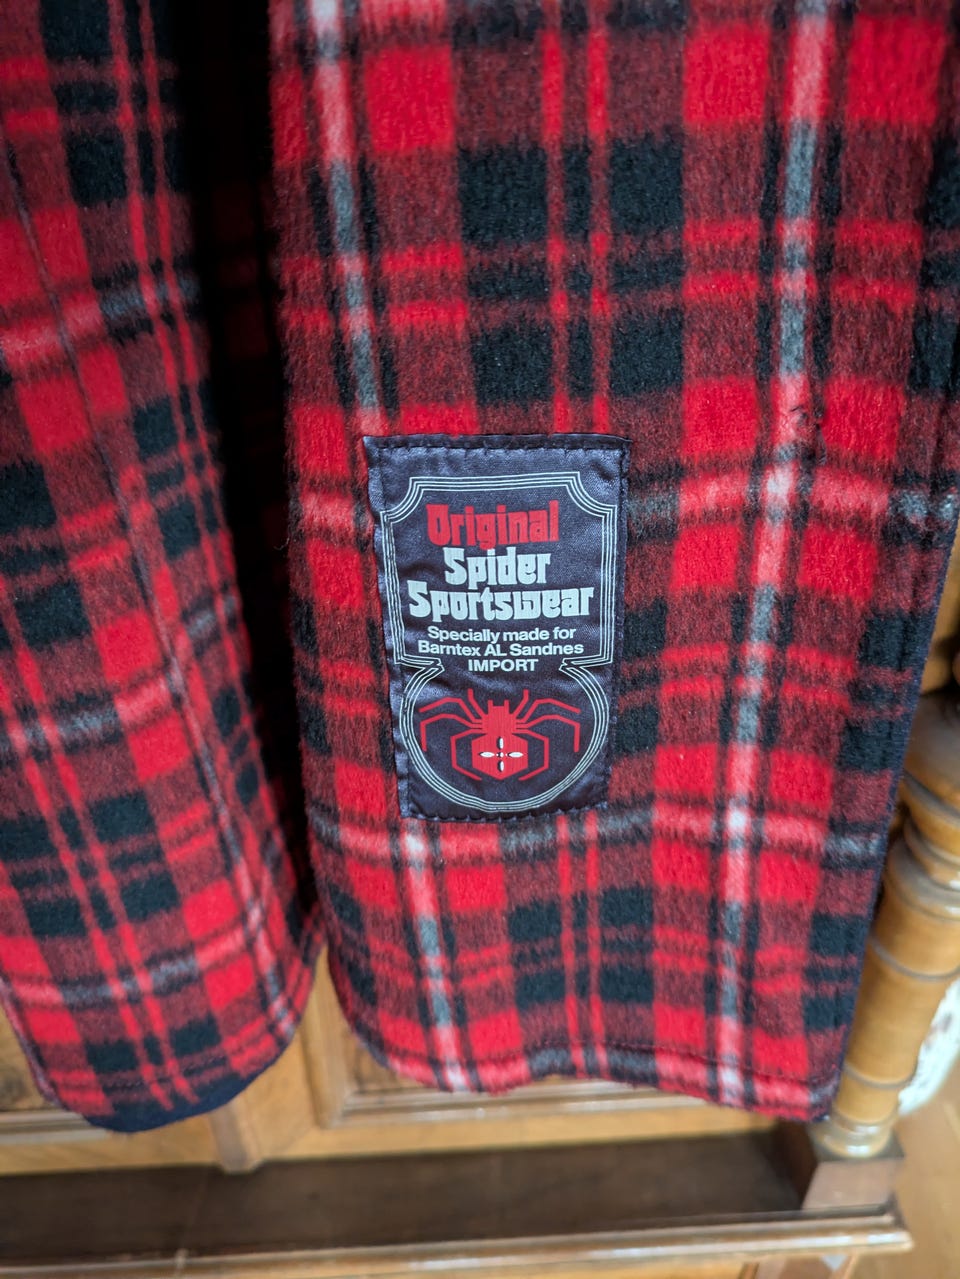 Original
Spider
Sportswear
Specially made for
Barntex AL Sandnes
IMPORT